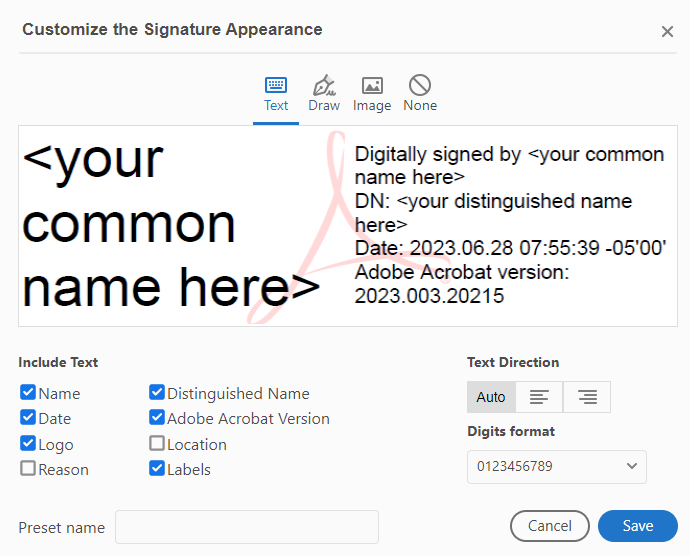 Customize the Signature Appearance
Text Draw Image None
<your
common
name here>
Digitally signed by <your common
name here>
DN: <your distinguished name
here>
Date: 2023.06.28 07:55:39 -05'00'
Adobe Acrobat version:
2023.003.20215
Include Text
Name
Distinguished Name
Date
Adobe Acrobat Version
Logo
Location
Reason
Labels
Text Direction
Auto
Digits format
0123456789
Preset name
Cancel
Save